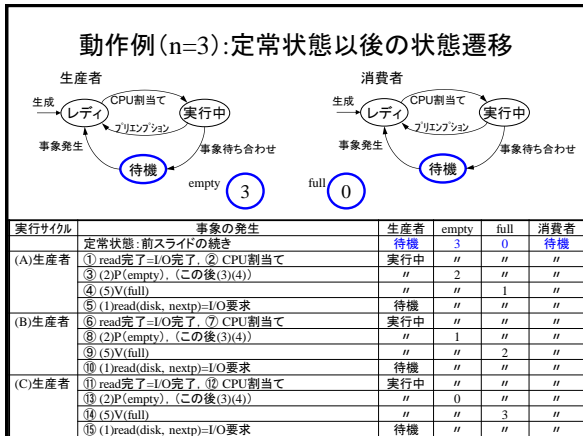 動作例(n=3):定常状態以後の状態遷移
生産者
消費者
生成
レディ
CPU割当て
プリエンプション
実行中
事象発生
事象待ち合わせ
待機
生成
レディ
CPU割当て
プリエンプション
実行中
事象発生
事象待ち合わせ
待機
empty 3
full 0
実行サイクル 事象の発生 生産者 empty full 消費者
定常状態:前スライドの続き 待機 3 0 待機
(A)生産者 ① read完了=I/O完了, ② CPU割当て 実行中 〃 〃 〃
③ (2)P(empty), (この後(3)(4)) 〃 2 〃 〃
④ (5)V(full) 〃 〃 1 〃
⑤ (1)read(disk, nextp)=I/O要求 待機 〃 〃 〃
(B)生産者 ⑥ read完了=I/O完了, ⑦ CPU割当て 実行中 〃 〃 〃
⑧ (2)P(empty), (この後(3)(4)) 〃 1 〃 〃
⑨ (5)V(full) 〃 〃 2 〃
⑩ (1)read(disk, nextp)=I/O要求 待機 〃 〃 〃
(C)生産者 ⑪ read完了=I/O完了, ⑫ CPU割当て 実行中 〃 〃 〃
⑬ (2)P(empty), (この後(3)(4)) 〃 0 〃 〃
⑭ (5)V(full) 〃 〃 3 〃
⑮ (1)read(disk, nextp)=I/O要求 待機 〃 〃 〃